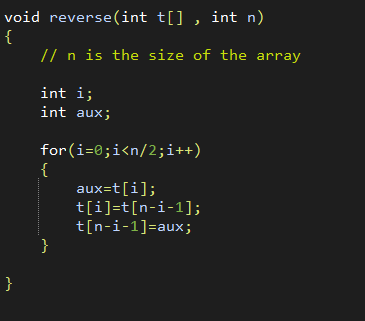 void reverse(int t[] , int n)
{
// n is the size of the array
int i;
int aux;
for(i=0;i<n/2;i++)
{
aux=t[i];
t[i]=t[n-i-1];
t[n-i-1]=aux;
}
}